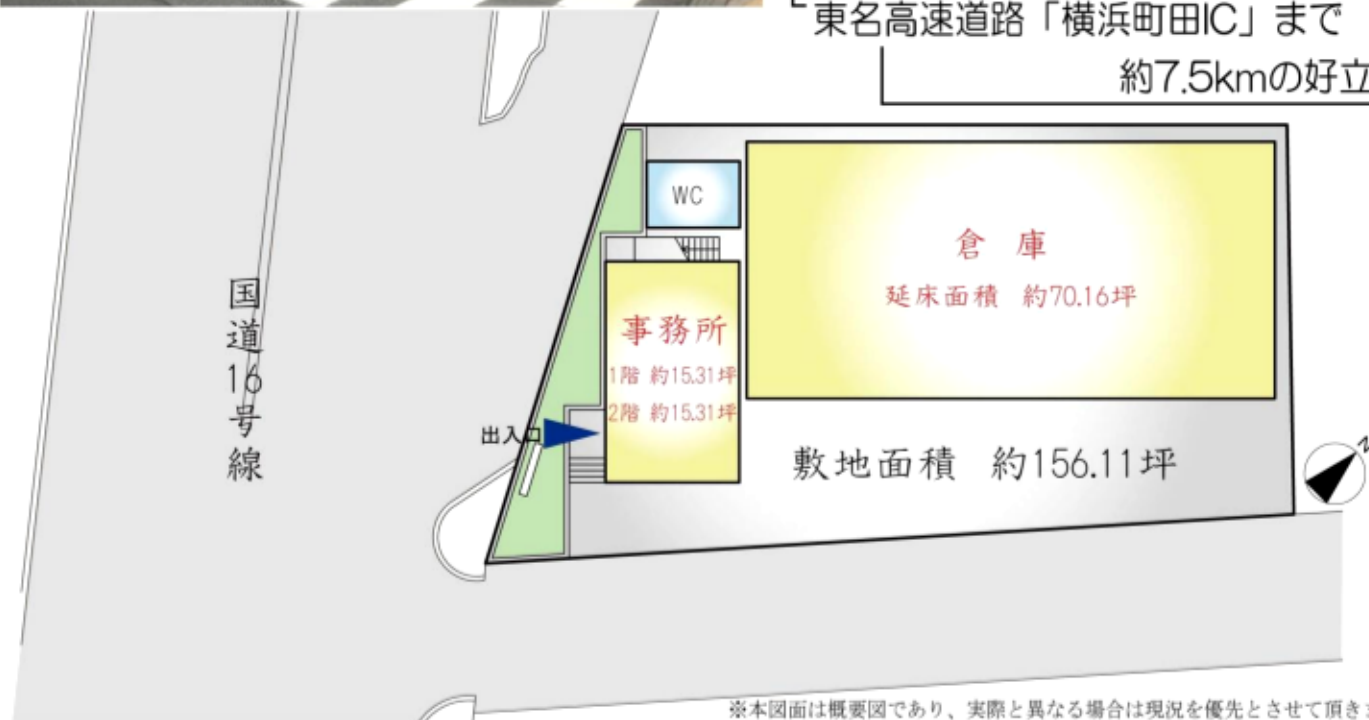 東名高速道路「横浜町田IC」まで
約7.5kmの好立
WC
倉 庫
延床面積 約70.16坪
事務所
1階 約15.31坪
2階 約15.31坪
国道16号線
出入口
敷地面積 約156.11坪
N
※本図面は概要図であり、実際と異なる場合は現況を優先とさせて頂きま